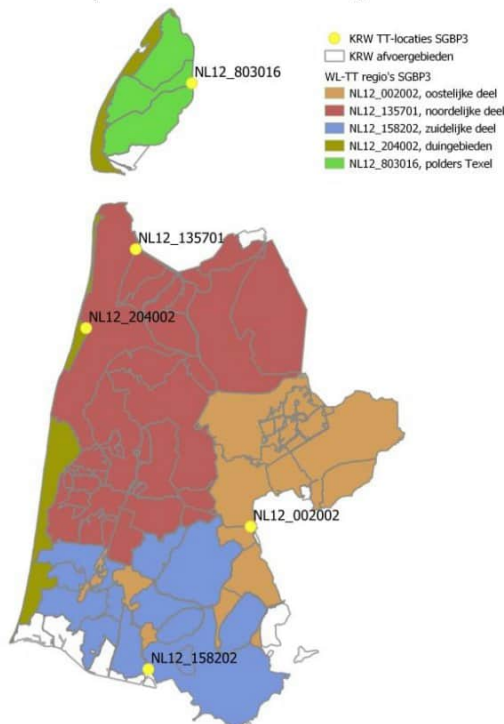 KRW TT-locaties SGBP3
KRW afvoergebieden
WL-TT regio's SGBP3
NL12_002002, oostelijke deel
NL12_135701, noordelijke deel
NL12_158202, zuidelijke deel
NL12_204002, duingebieden
NL12_803016, polders Texel
NL12_803016
NL12_135701
NL12_204002
NL12_002002
NL12_158202